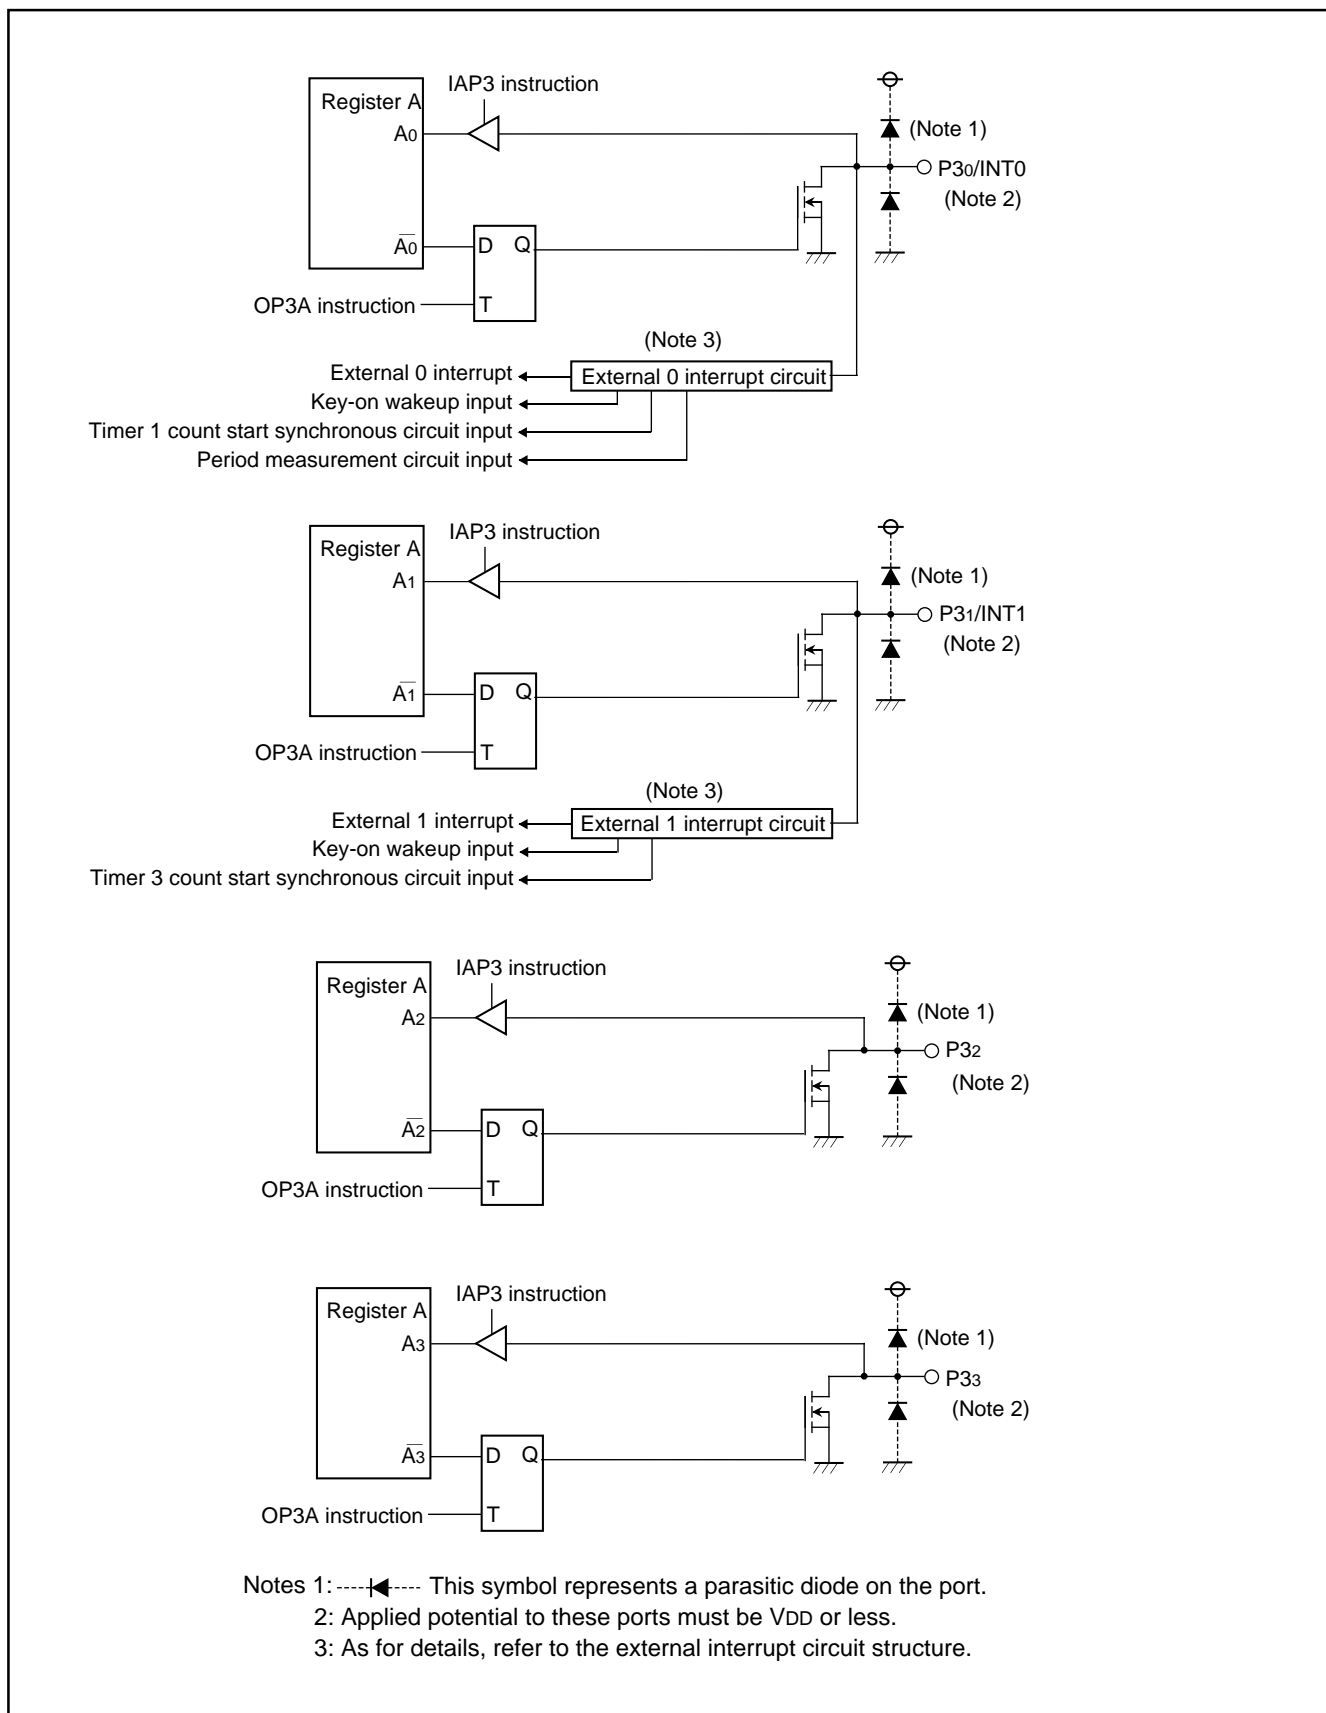 IAP3 instruction
Register A
A0
(Note 1)
P30/INT0
(Note 2)
A̅0̅
D Q
OP3A instruction
T
(Note 3)
External 0 interrupt
External 0 interrupt circuit
Key-on wakeup input
Timer 1 count start synchronous circuit input
Period measurement circuit input
IAP3 instruction
Register A
A1
(Note 1)
P31/INT1
(Note 2)
A̅1̅
D Q
OP3A instruction
T
(Note 3)
External 1 interrupt
External 1 interrupt circuit
Key-on wakeup input
Timer 3 count start synchronous circuit input
IAP3 instruction
Register A
A2
(Note 1)
P32
(Note 2)
A̅2̅
D Q
OP3A instruction
T
IAP3 instruction
Register A
A3
(Note 1)
P33
(Note 2)
A̅3̅
D Q
OP3A instruction
T
Notes 1: This symbol represents a parasitic diode on the port.
2: Applied potential to these ports must be VDD or less.
3: As for details, refer to the external interrupt circuit structure.